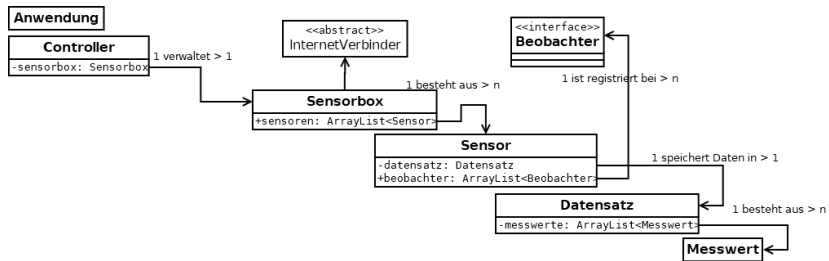 Anwendung
Controller
-sensorbox: Sensorbox
1 verwaltet > 1
<<abstract>>
InternetVerbinder
<<interface>>
Beobachter
1 besteht aus > n
1 ist registriert bei > n
Sensorbox
+sensoren: ArrayList<Sensor>
Sensor
-datensatz: Datensatz
+beobachter: ArrayList<Beobachter>
1 speichert Daten in > 1
Datensatz
-messwerte: ArrayList<Messwert>
1 besteht aus > n
Messwert